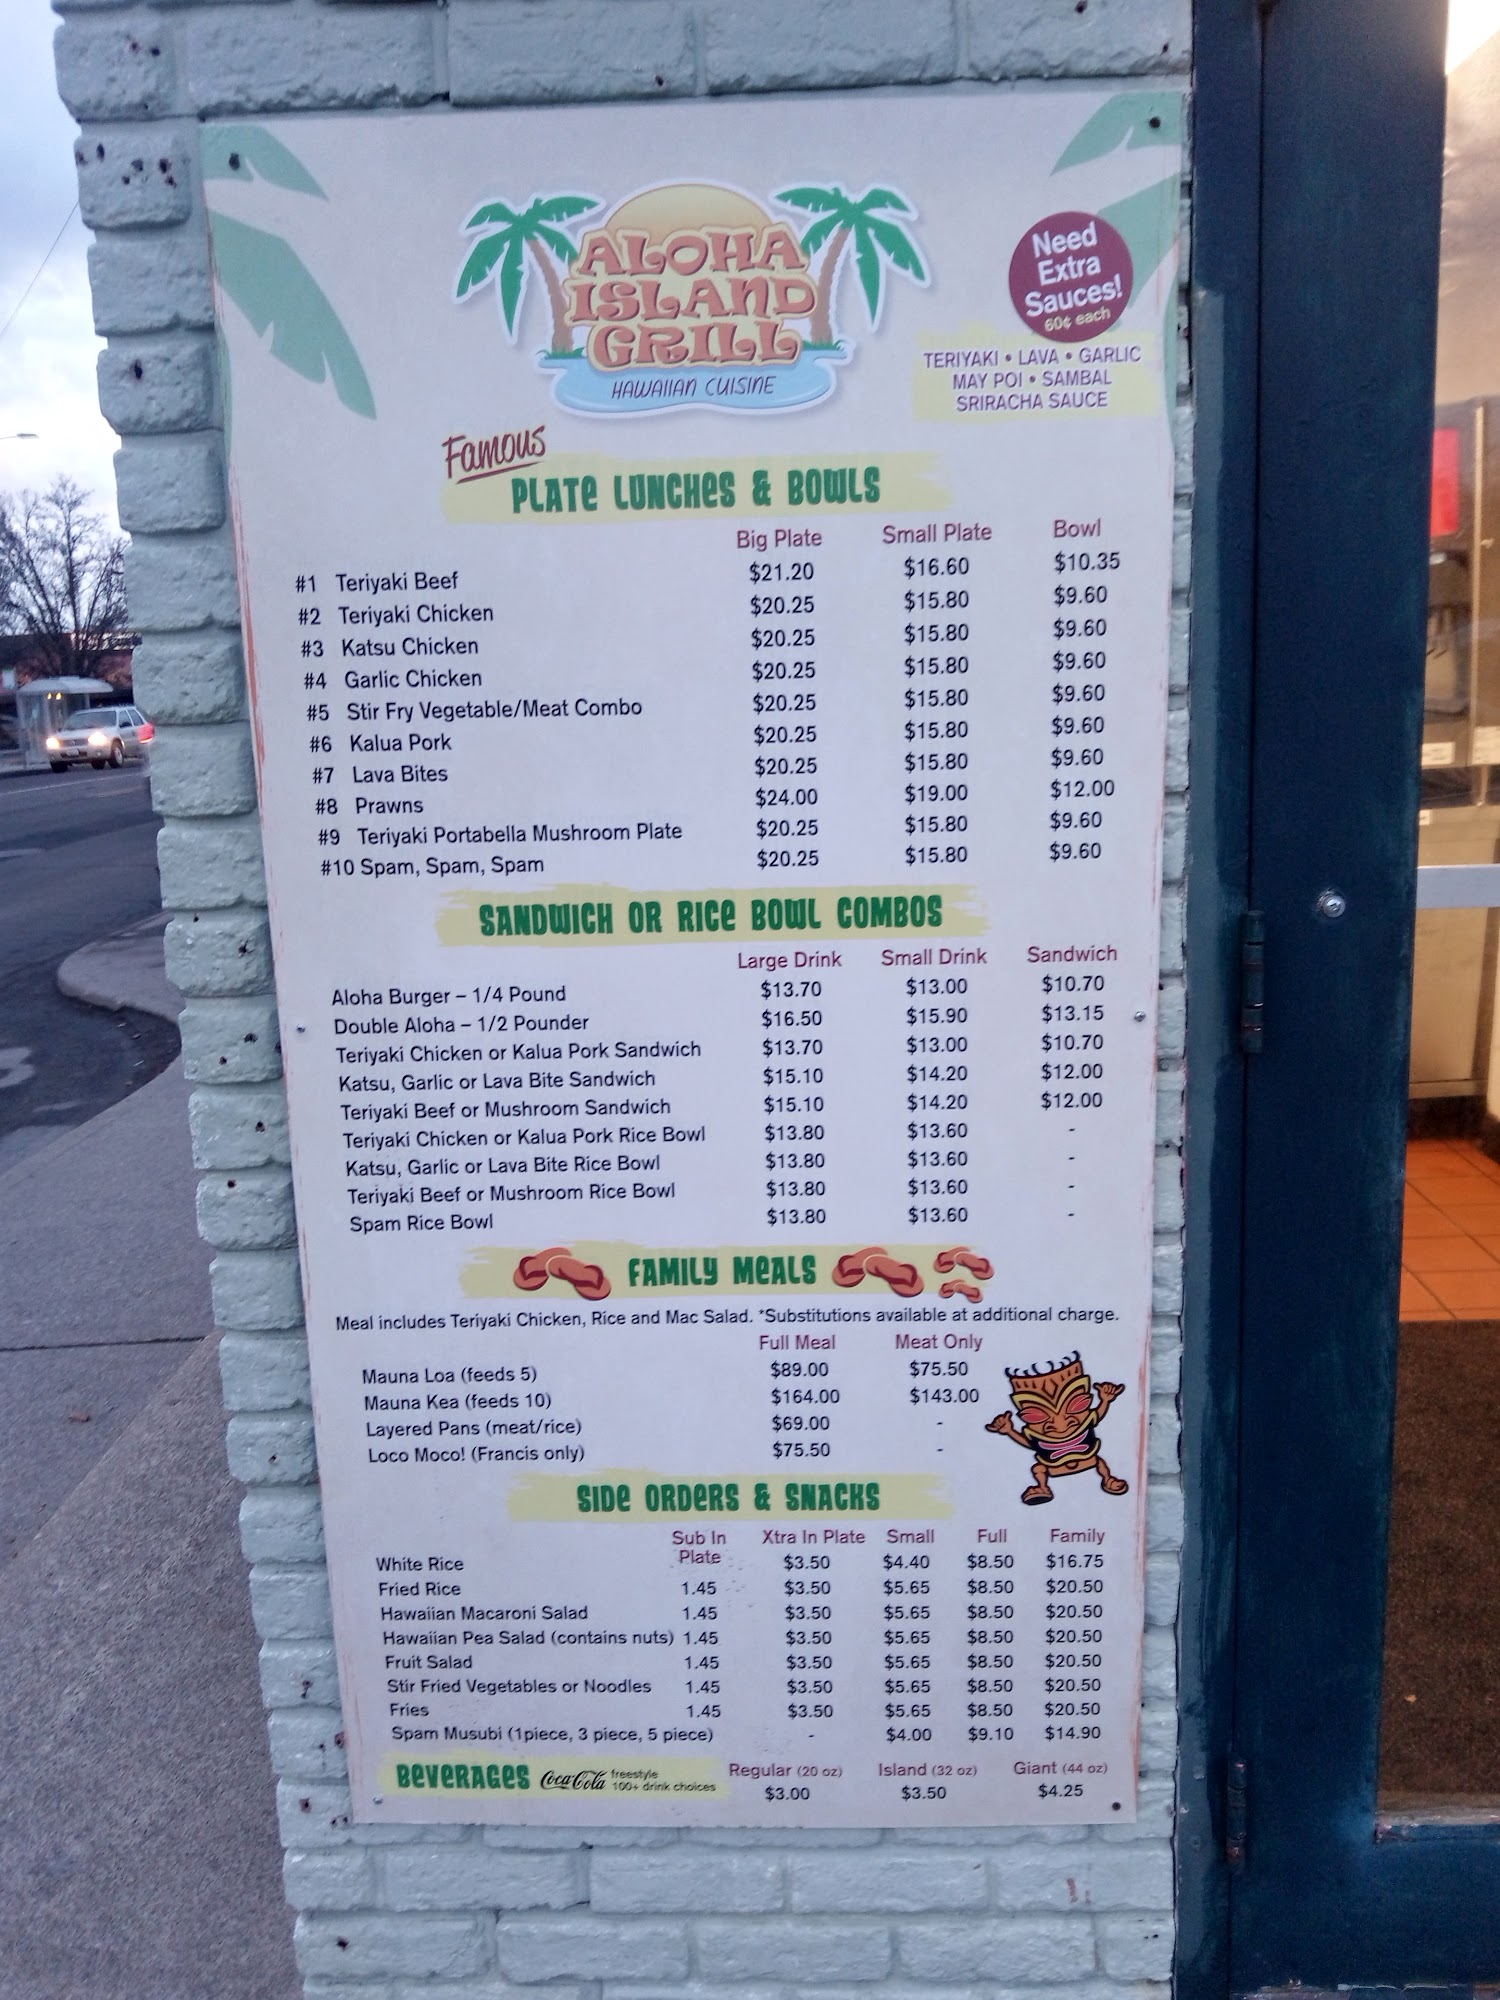 ALOHA
ISLAND
GRILL
HAWAIIAN CUISINE
Need
Extra
Sauces!
60¢ each
TERIYAKI • LAVA • GARLIC
MAY POI • SAMBAL
SRIRACHA SAUCE
Famous
PLATE LUNCHES & BOWLS
Big Plate Small Plate Bowl
#1 Teriyaki Beef $21.20 $16.60 $10.35
#2 Teriyaki Chicken $20.25 $15.80 $9.60
#3 Katsu Chicken $20.25 $15.80 $9.60
#4 Garlic Chicken $20.25 $15.80 $9.60
#5 Stir Fry Vegetable/Meat Combo $20.25 $15.80 $9.60
#6 Kalua Pork $20.25 $15.80 $9.60
#7 Lava Bites $20.25 $15.80 $9.60
#8 Prawns $24.00 $19.00 $12.00
#9 Teriyaki Portabella Mushroom Plate $20.25 $15.80 $9.60
#10 Spam, Spam, Spam $20.25 $15.80 $9.60
SANDWICH OR RICE BOWL COMBOS
Large Drink Small Drink Sandwich
Aloha Burger – 1/4 Pound $13.70 $13.00 $10.70
Double Aloha – 1/2 Pounder $16.50 $15.90 $13.15
Teriyaki Chicken or Kalua Pork Sandwich $13.70 $13.00 $10.70
Katsu, Garlic or Lava Bite Sandwich $15.10 $14.20 $12.00
Teriyaki Beef or Mushroom Sandwich $15.10 $14.20 $12.00
Teriyaki Chicken or Kalua Pork Rice Bowl $13.80 $13.60 -
Katsu, Garlic or Lava Bite Rice Bowl $13.80 $13.60 -
Teriyaki Beef or Mushroom Rice Bowl $13.80 $13.60 -
Spam Rice Bowl $13.80 $13.60 -
FAMILY MEALS
Meal includes Teriyaki Chicken, Rice and Mac Salad. *Substitutions available at additional charge.
Full Meal Meat Only
Mauna Loa (feeds 5) $89.00 $75.50
Mauna Kea (feeds 10) $164.00 $143.00
Layered Pans (meat/rice) $69.00 -
Loco Moco! (Francis only) $75.50 -
SIDE ORDERS & SNACKS
Sub In Plate Xtra In Plate Small Full Family
White Rice $3.50 $4.40 $8.50 $16.75
Fried Rice 1.45 $3.50 $5.65 $8.50 $20.50
Hawaiian Macaroni Salad 1.45 $3.50 $5.65 $8.50 $20.50
Hawaiian Pea Salad (contains nuts) 1.45 $3.50 $5.65 $8.50 $20.50
Fruit Salad 1.45 $3.50 $5.65 $8.50 $20.50
Stir Fried Vegetables or Noodles 1.45 $3.50 $5.65 $8.50 $20.50
Fries 1.45 $3.50 $5.65 $8.50 $20.50
Spam Musubi (1piece, 3 piece, 5 piece) - $4.00 $9.10 $14.90
BEVERAGES Coca-Cola freestyle 100+ drink choices
Regular (20 oz) Island (32 oz) Giant (44 oz)
$3.00 $3.50 $4.25